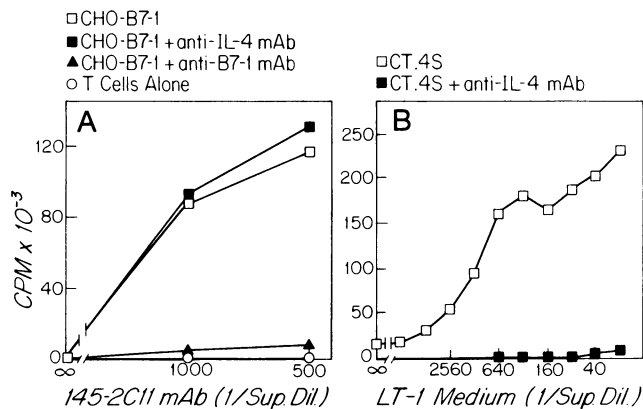 CHO-B7-1
CHO-B7-1 + anti-IL-4 mAb
CHO-B7-1 + anti-B7-1 mAb
T Cells Alone
CT.4S
CT.4S + anti-IL-4 mAb
A
B
CPM x 10⁻³
120
80
40
0
∞
1000
500
145-2C11 mAb (1/Sup. Dil.)
250
200
150
100
50
0
∞
2560
640
160
40
LT-1 Medium (1/Sup. Dil.)